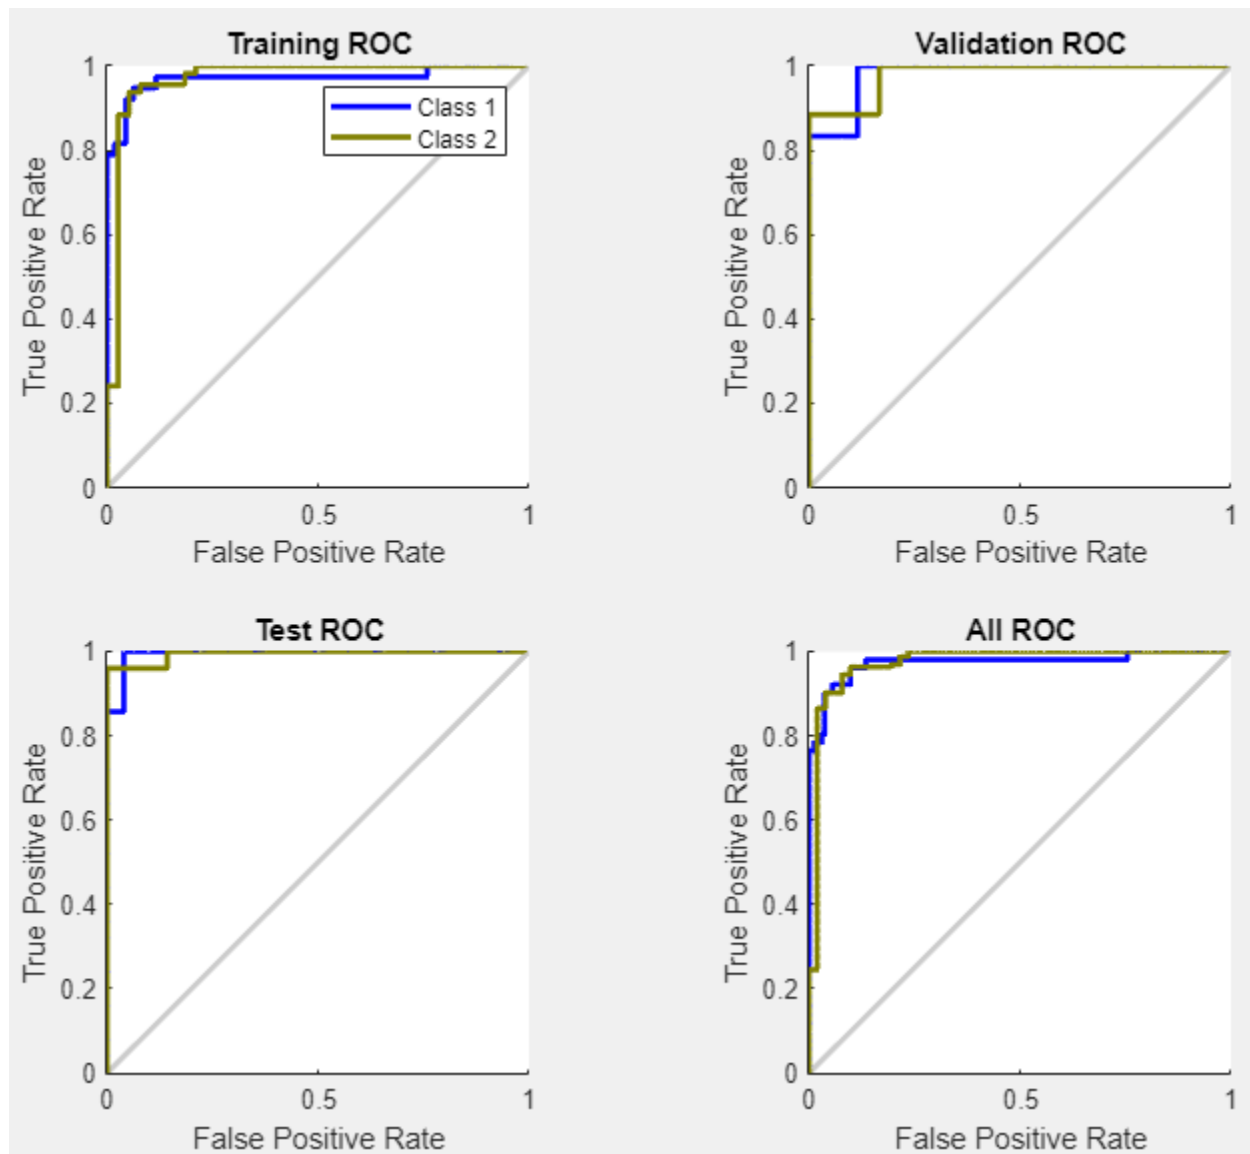 Training ROC
1
0.8
0.6
0.4
0.2
0
True Positive Rate
Class 1
Class 2
0
0.5
1
False Positive Rate
Validation ROC
1
0.8
0.6
0.4
0.2
0
True Positive Rate
0
0.5
1
False Positive Rate
Test ROC
1
0.8
0.6
0.4
0.2
0
True Positive Rate
0
0.5
1
False Positive Rate
All ROC
1
0.8
0.6
0.4
0.2
0
True Positive Rate
0
0.5
1
False Positive Rate